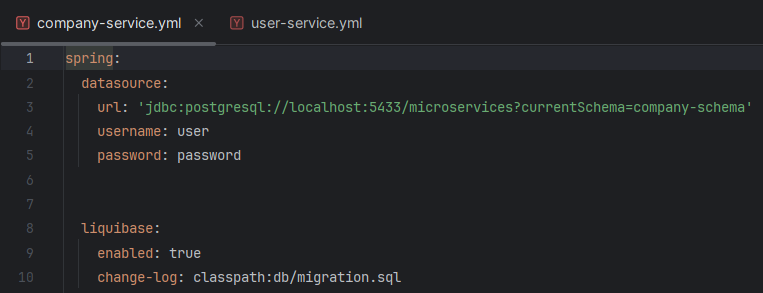 company-service.yml
user-service.yml
1 spring:
2 datasource:
3 url: 'jdbc:postgresql://localhost:5433/microservices?currentSchema=company-schema'
4 username: user
5 password: password
6
7
8 liquibase:
9 enabled: true
10 change-log: classpath:db/migration.sql